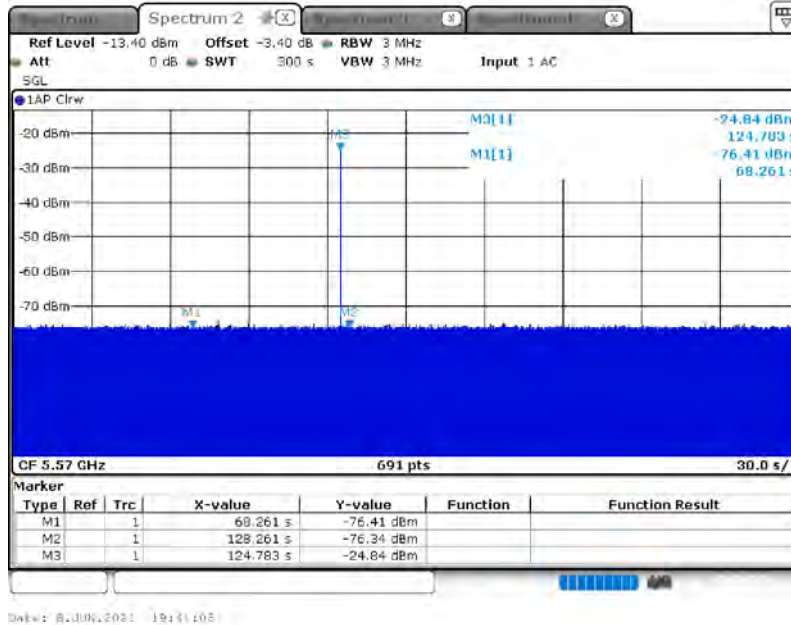 Spectrum 2
Ref Level -13.40 dBm Offset -3.40 dB RBW 3 MHz
Att 0 dB SWT 300 s VBW 3 MHz Input 1 AC
SGL
1AP Clrw
M3[1] -24.84 dBm
124.783 s
M1[1] -76.41 dBm
68.261 s
M3
-20 dBm
-30 dBm
-40 dBm
-50 dBm
-60 dBm
-70 dBm
M1 M2
CF 5.57 GHz 691 pts 30.0 s/
Marker
Type Ref Trc X-value Y-value Function Function Result
M1 1 68.261 s -76.41 dBm
M2 1 128.261 s -76.34 dBm
M3 1 124.783 s -24.84 dBm
Date: 8.JUN.2021